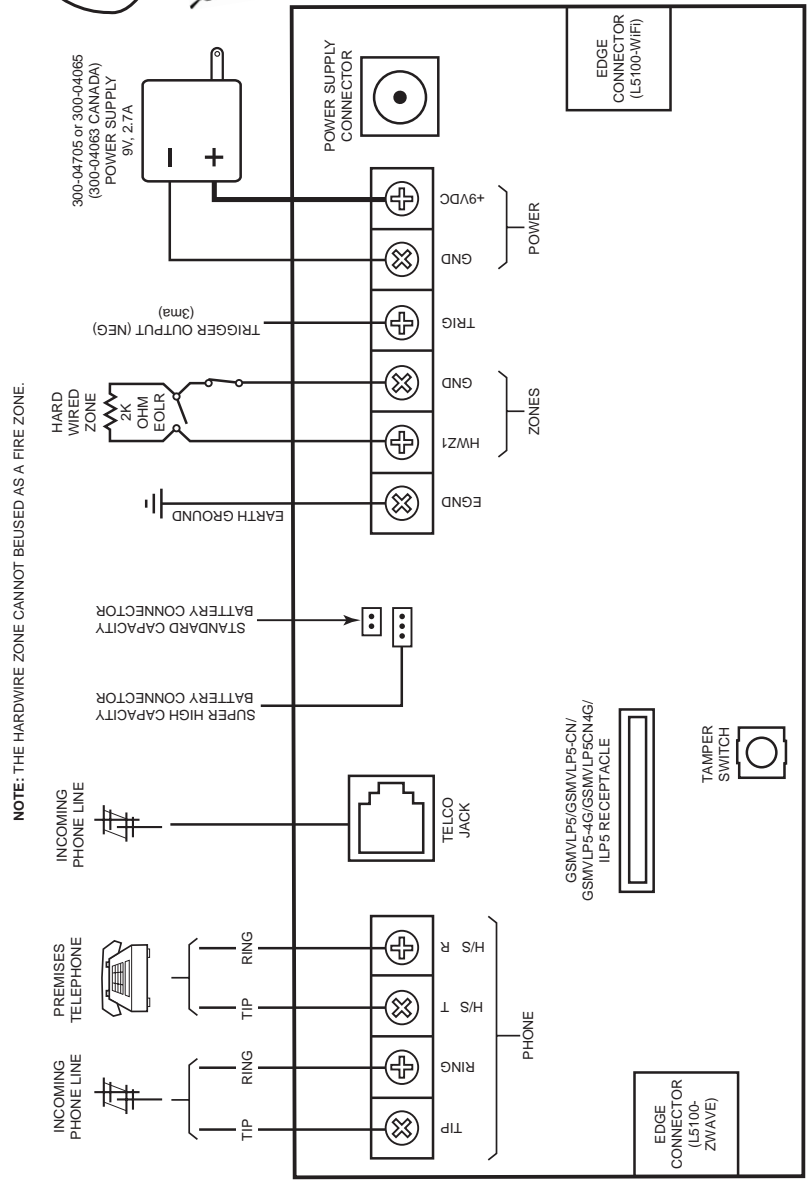 300-04705 or 300-04065
(300-04063 CANADA)
POWER SUPPLY
9V, 2.7A
POWER SUPPLY
CONNECTOR
EDGE
CONNECTOR
(L5100-WiFi)
+9VDC
GND
POWER
TRIGGER OUTPUT (NEG)
(3ma)
TRIG
NOTE: THE HARDWIRE ZONE CANNOT BEUSED AS A FIRE ZONE.
HARD
WIRED
ZONE
2K
OHM
EOLR
GND
HWZ1
ZONES
EARTH GROUND
EGND
STANDARD CAPACITY
BATTERY CONNECTOR
SUPER HIGH CAPACITY
BATTERY CONNECTOR
INCOMING
PHONE LINE
TELCO
JACK
GSMVLP5/GSMVLP5-CN/
GSMVLP5-4G/GSMVLP5CN4G/
ILP5 RECEPTACLE
TAMPER
SWITCH
PREMISES
TELEPHONE
RING
TIP
H/S R
H/S T
INCOMING
PHONE LINE
RING
TIP
RING
TIP
PHONE
EDGE
CONNECTOR
(L5100-
ZWAVE)